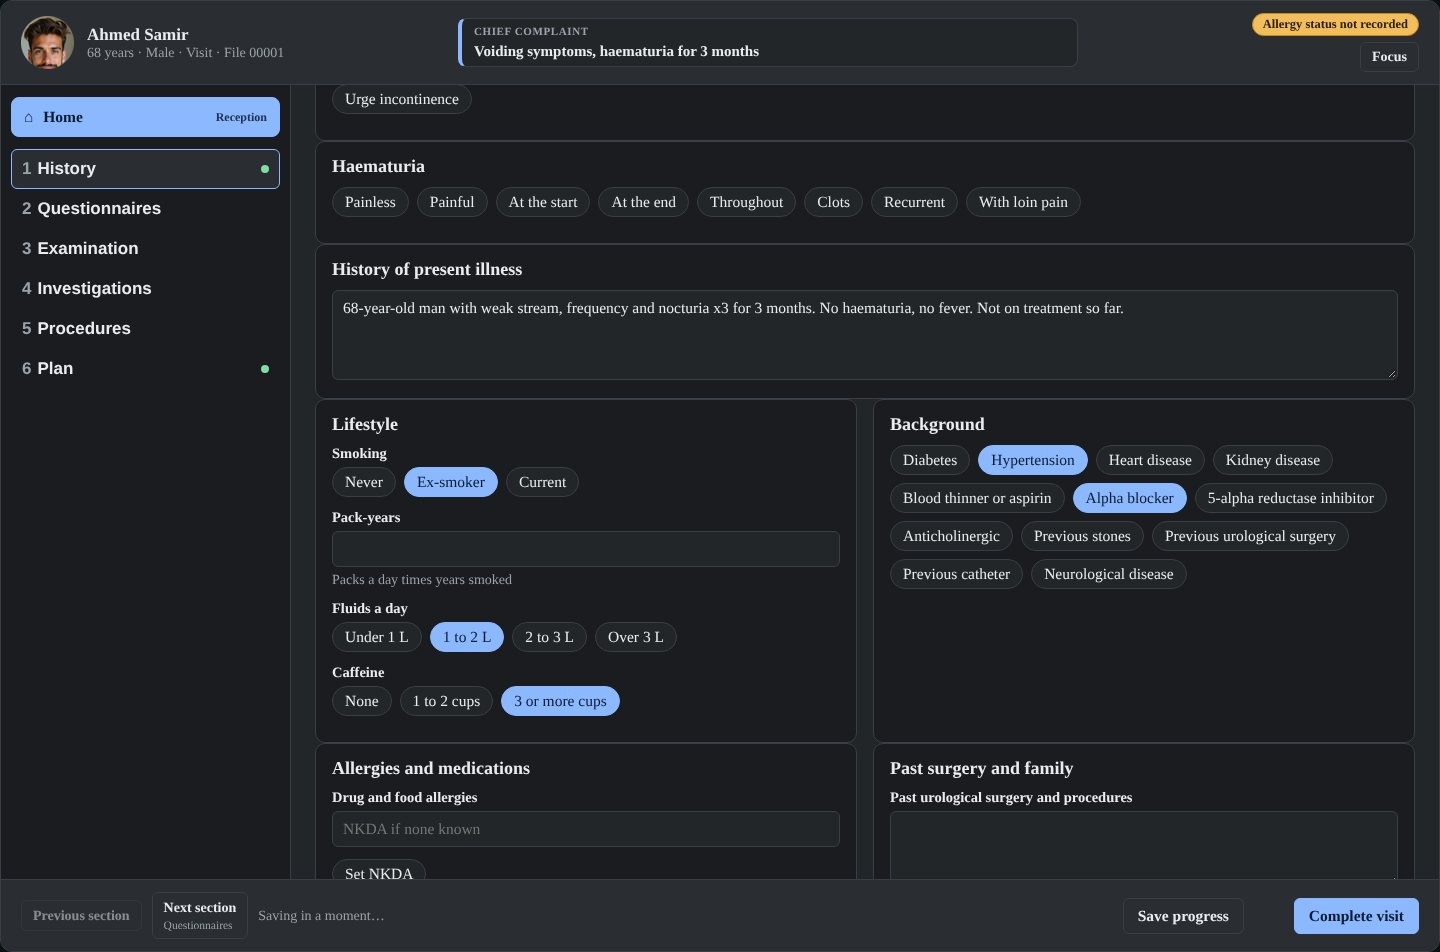 Ahmed Samir
68 years · Male · Visit · File 00001
CHIEF COMPLAINT
Voiding symptoms, haematuria for 3 months
Allergy status not recorded
Focus
Home
Reception
1 History
2 Questionnaires
3 Examination
4 Investigations
5 Procedures
6 Plan
Urge incontinence
Haematuria
Painless Painful At the start At the end Throughout Clots Recurrent With loin pain
History of present illness
68-year-old man with weak stream, frequency and nocturia x3 for 3 months. No haematuria, no fever. Not on treatment so far.
Lifestyle
Smoking
Never Ex-smoker Current
Pack-years
Packs a day times years smoked
Fluids a day
Under 1 L 1 to 2 L 2 to 3 L Over 3 L
Caffeine
None 1 to 2 cups 3 or more cups
Background
Diabetes Hypertension Heart disease Kidney disease
Blood thinner or aspirin Alpha blocker 5-alpha reductase inhibitor
Anticholinergic Previous stones Previous urological surgery
Previous catheter Neurological disease
Allergies and medications
Drug and food allergies
NKDA if none known
Set NKDA
Past surgery and family
Past urological surgery and procedures
Previous section
Next section
Questionnaires
Saving in a moment…
Save progress
Complete visit